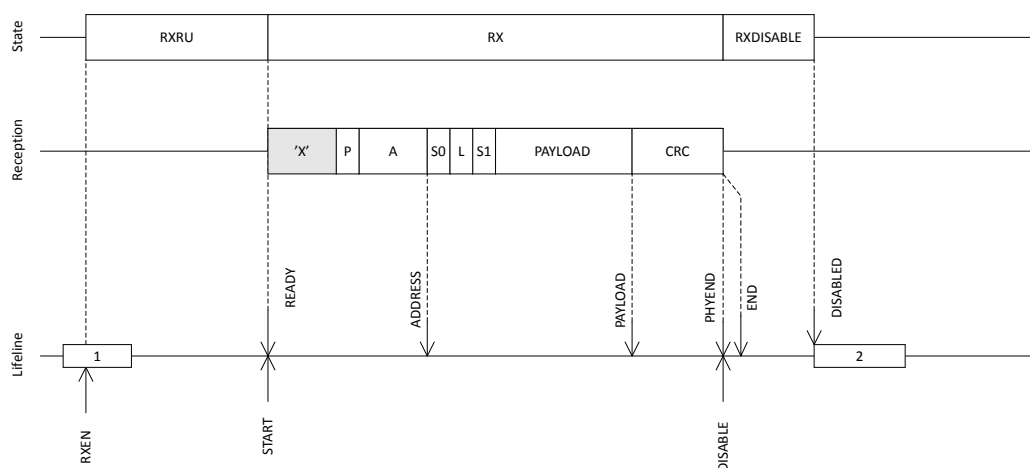 State
RXRU
RX
RXDISABLE
Reception
'X'
P
A
S0
L
S1
PAYLOAD
CRC
READY
ADDRESS
PAYLOAD
PHYEND
END
DISABLED
Lifeline
1
2
RXEN
START
DISABLE